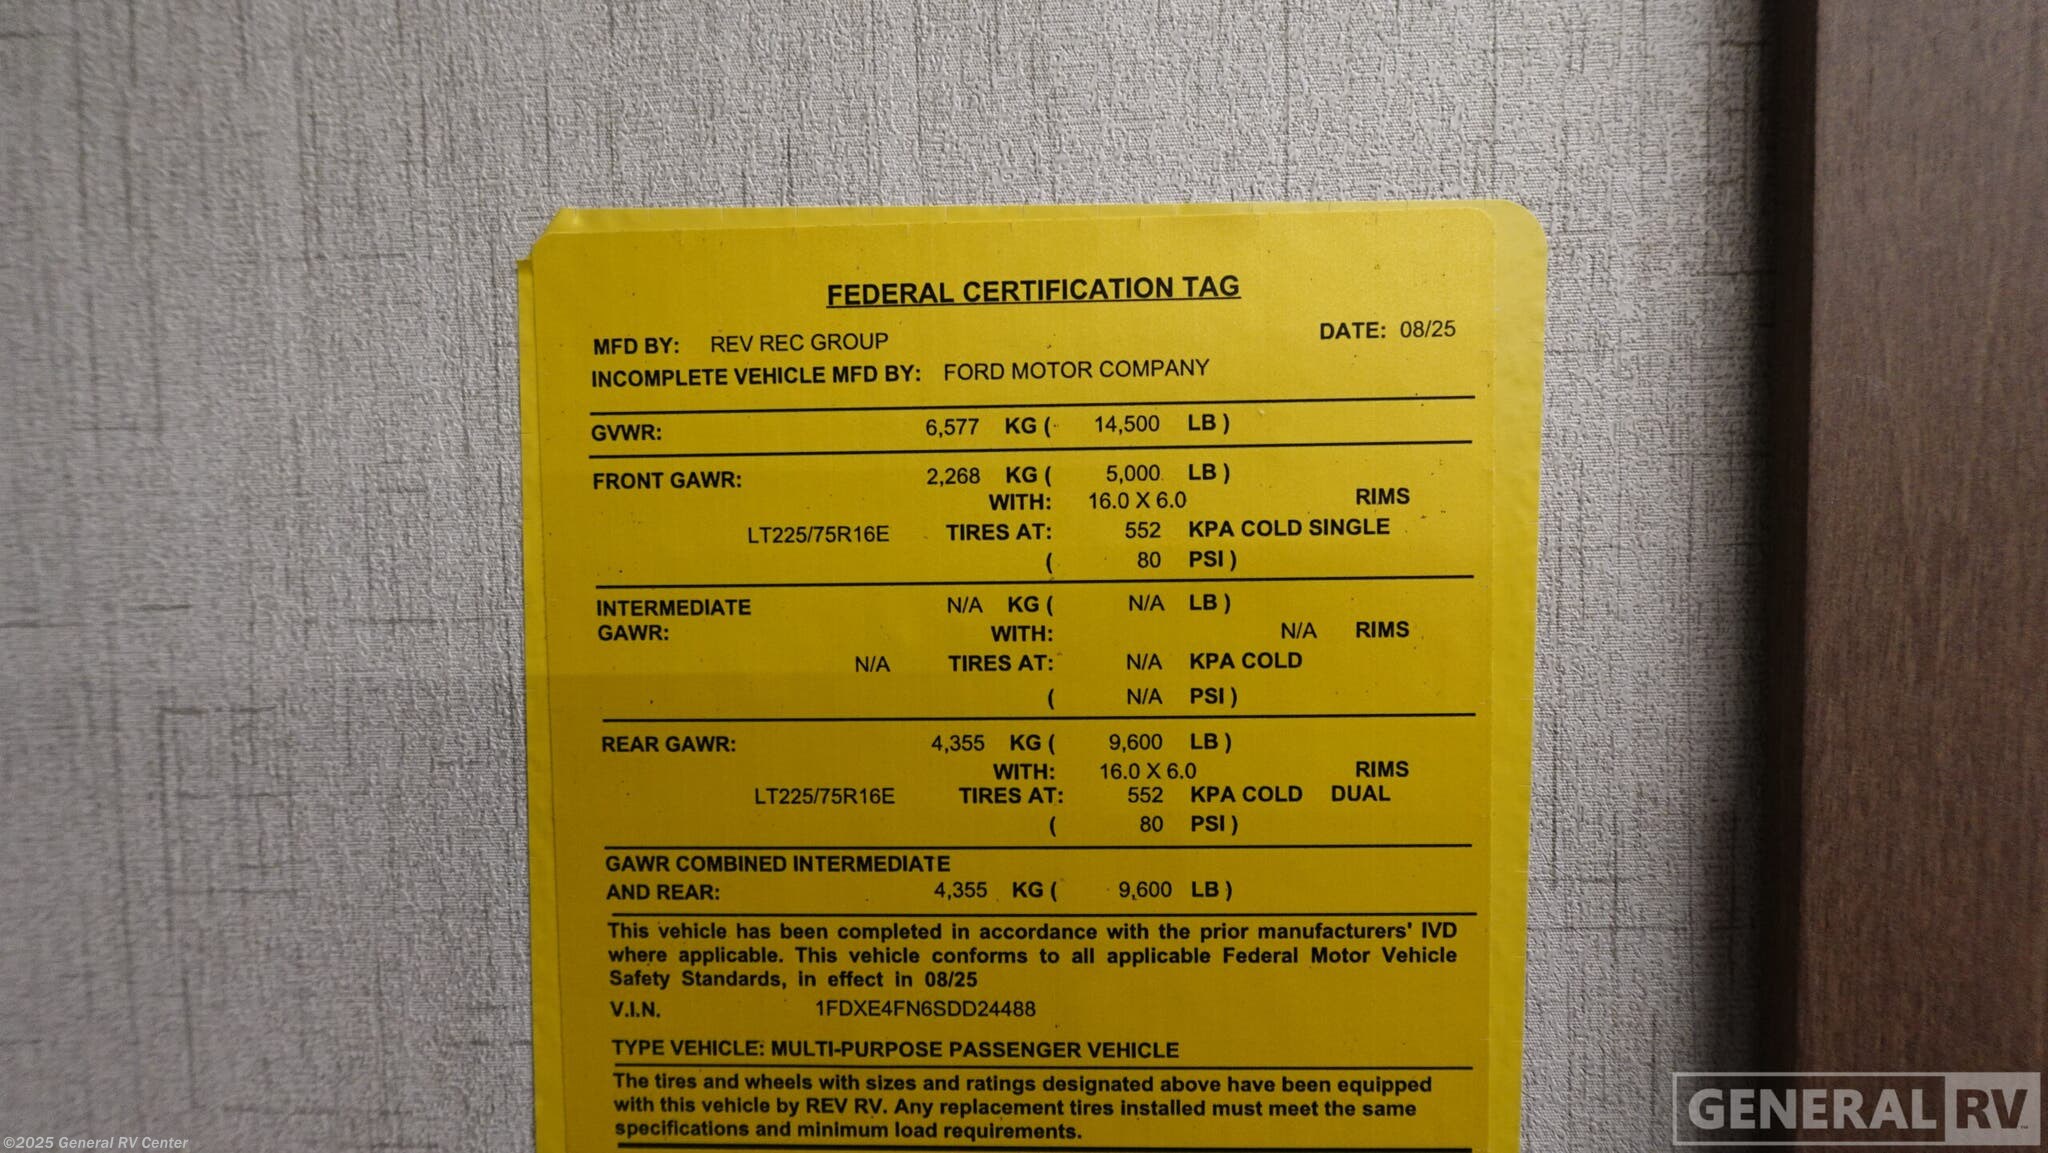 FEDERAL CERTIFICATION TAG
MFD BY: REV REC GROUP DATE: 08/25
INCOMPLETE VEHICLE MFD BY: FORD MOTOR COMPANY
GVWR: 6,577 KG ( 14,500 LB )
FRONT GAWR: 2,268 KG ( 5,000 LB )
WITH: 16.0 X 6.0 RIMS
LT225/75R16E TIRES AT: 552 KPA COLD SINGLE
( 80 PSI )
INTERMEDIATE N/A KG ( N/A LB )
GAWR: WITH: N/A RIMS
N/A TIRES AT: N/A KPA COLD
( N/A PSI )
REAR GAWR: 4,355 KG ( 9,600 LB )
WITH: 16.0 X 6.0 RIMS
LT225/75R16E TIRES AT: 552 KPA COLD DUAL
( 80 PSI )
GAWR COMBINED INTERMEDIATE
AND REAR: 4,355 KG ( 9,600 LB )
This vehicle has been completed in accordance with the prior manufacturers' IVD
where applicable. This vehicle conforms to all applicable Federal Motor Vehicle
Safety Standards, in effect in 08/25
V.I.N. 1FDXE4FN6SDD24488
TYPE VEHICLE: MULTI-PURPOSE PASSENGER VEHICLE
The tires and wheels with sizes and ratings designated above have been equipped
with this vehicle by REV RV. Any replacement tires installed must meet the same
specifications and minimum load requirements.
GENERAL RV
©2025 General RV Center